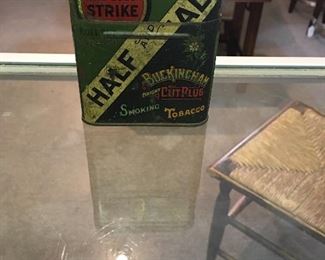 STRIKE
HALF AND HALF
BUCKINGHAM
BRIGHT CUT PLUG
SMOKING TOBACCO